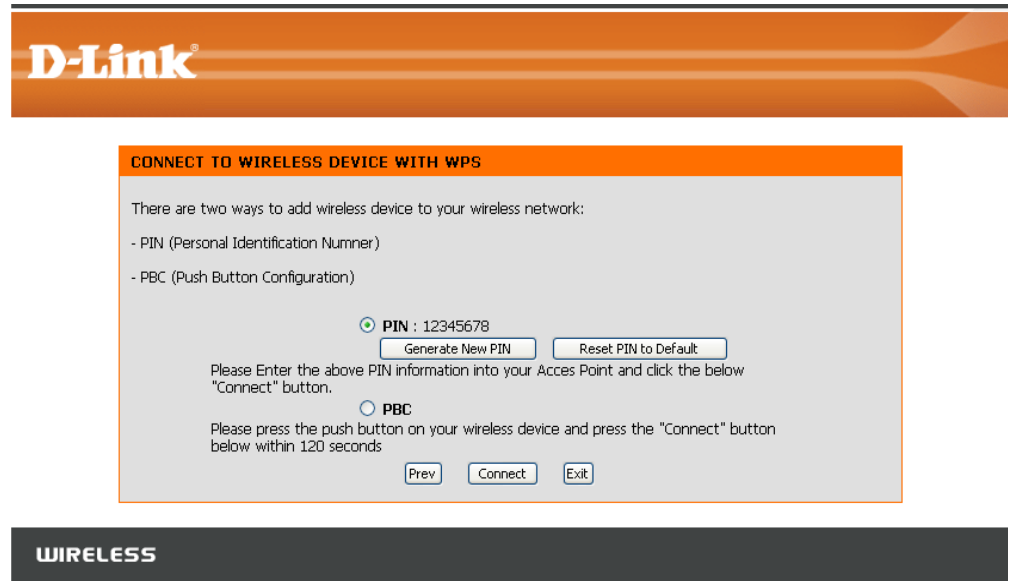 D-Link®
CONNECT TO WIRELESS DEVICE WITH WPS
There are two ways to add wireless device to your wireless network:
- PIN (Personal Identification Numner)
- PBC (Push Button Configuration)
PIN : 12345678
Generate New PIN Reset PIN to Default
Please Enter the above PIN information into your Acces Point and click the below
"Connect" button.
PBC
Please press the push button on your wireless device and press the "Connect" button
below within 120 seconds
Prev Connect Exit
WIRELESS